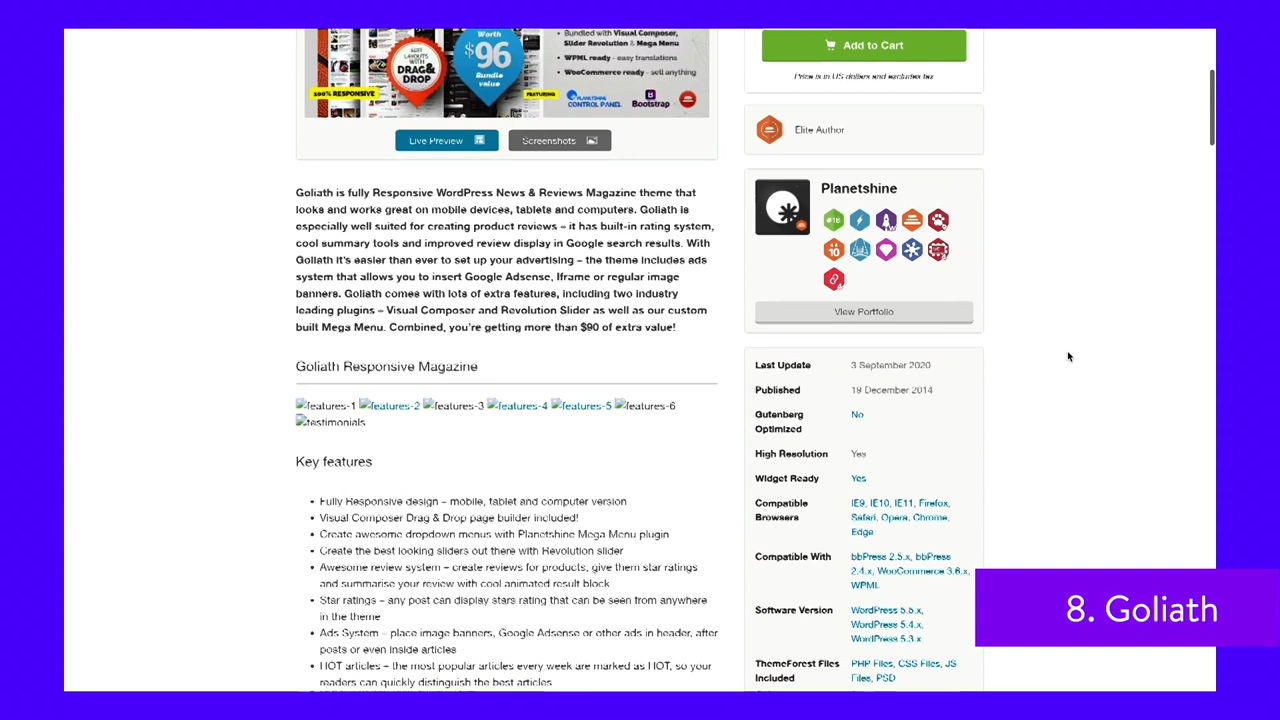 Worth
$96
Bundle
value
LAYOUTS
WITH
DRAG&
DROP
100% RESPONSIVE
• Bundled with Visual Composer,
Slider Revolution & Mega Menu
• WPML ready - easy translations
• WooCommerce ready - sell anything
FEATURING
PLANETSHINE
CONTROL PANEL
Bootstrap
Live Preview
Screenshots
Goliath is fully Responsive WordPress News & Reviews Magazine theme that
looks and works great on mobile devices, tablets and computers. Goliath is
especially well suited for creating product reviews – it has built-in rating system,
cool summary tools and improved review display in Google search results. With
Goliath it's easier than ever to set up your advertising – the theme includes ads
system that allows you to insert Google Adsense, Iframe or regular image
banners. Goliath comes with lots of extra features, including two industry
leading plugins – Visual Composer and Revolution Slider as well as our custom
built Mega Menu. Combined, you're getting more than $90 of extra value!
Goliath Responsive Magazine
features-1 features-2 features-3 features-4 features-5 features-6
testimonials
Key features
• Fully Responsive design – mobile, tablet and computer version
• Visual Composer Drag & Drop page builder included!
• Create awesome dropdown menus with Planetshine Mega Menu plugin
• Create the best looking sliders out there with Revolution slider
• Awesome review system – create reviews for products, give them star ratings
and summarise your review with cool animated result block
• Star ratings – any post can display stars rating that can be seen from anywhere
in the theme
• Ads System – place image banners, Google Adsense or other ads in header, after
posts or even inside articles
• HOT articles – the most popular articles every week are marked as HOT, so your
readers can quickly distinguish the best articles
Add to Cart
Price is in US dollars and excludes tax
Elite Author
Planetshine
View Portfolio
Last Update 3 September 2020
Published 19 December 2014
Gutenberg No
Optimized
High Resolution Yes
Widget Ready Yes
Compatible IE9, IE10, IE11, Firefox,
Browsers Safari, Opera, Chrome,
Edge
Compatible With bbPress 2.5.x, bbPress
2.4.x, WooCommerce 3.6.x,
WPML
Software Version WordPress 5.5.x,
WordPress 5.4.x,
WordPress 5.3.x
ThemeForest Files PHP Files, CSS Files, JS
Included Files, PSD
8. Goliath